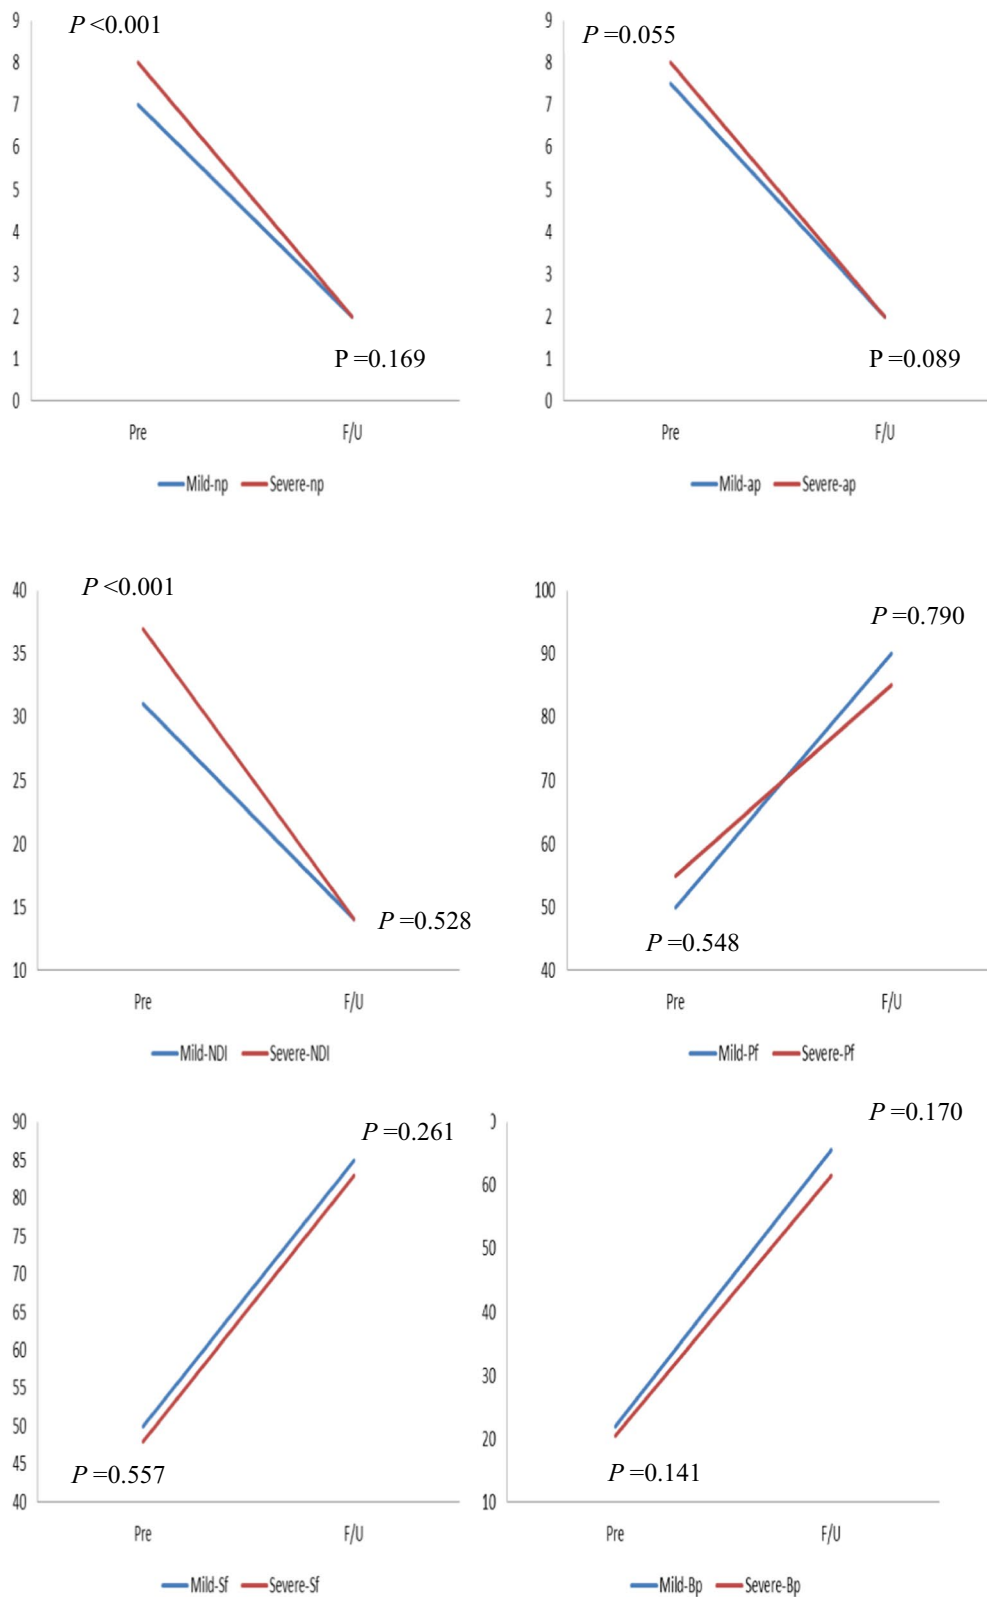 P <0.001
9
8
7
6
5
4
3
2
1
0
P =0.169
Pre F/U
Mild-np Severe-np
P =0.055
9
8
7
6
5
4
3
2
1
0
P =0.089
Pre F/U
Mild-ap Severe-ap
P <0.001
40
35
30
25
20
15
10
P =0.528
Pre F/U
Mild-NDI Severe-NDI
100
P =0.790
90
80
70
60
50
P =0.548
40
Pre F/U
Mild-Pf Severe-Pf
90
P =0.261
85
80
75
70
65
60
55
50
45
P =0.557
40
Pre F/U
Mild-Sf Severe-Sf
P =0.170
60
50
40
30
20
P =0.141
10
Pre F/U
Mild-Bp Severe-Bp